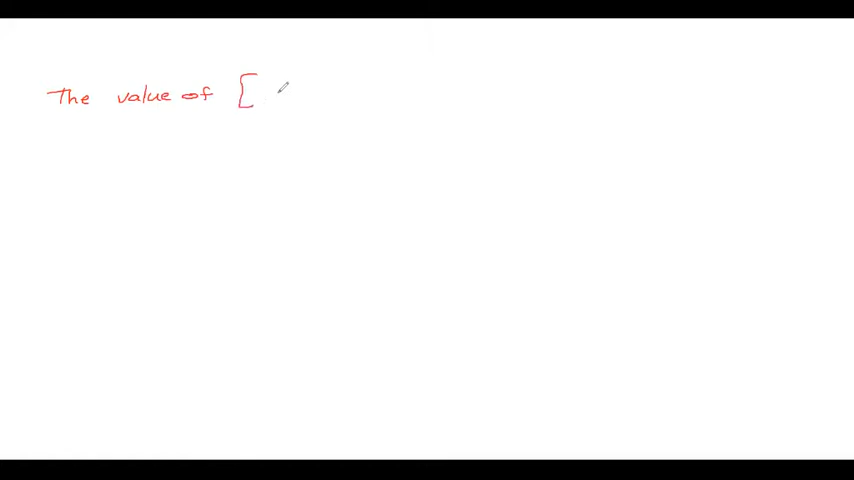 The value of [